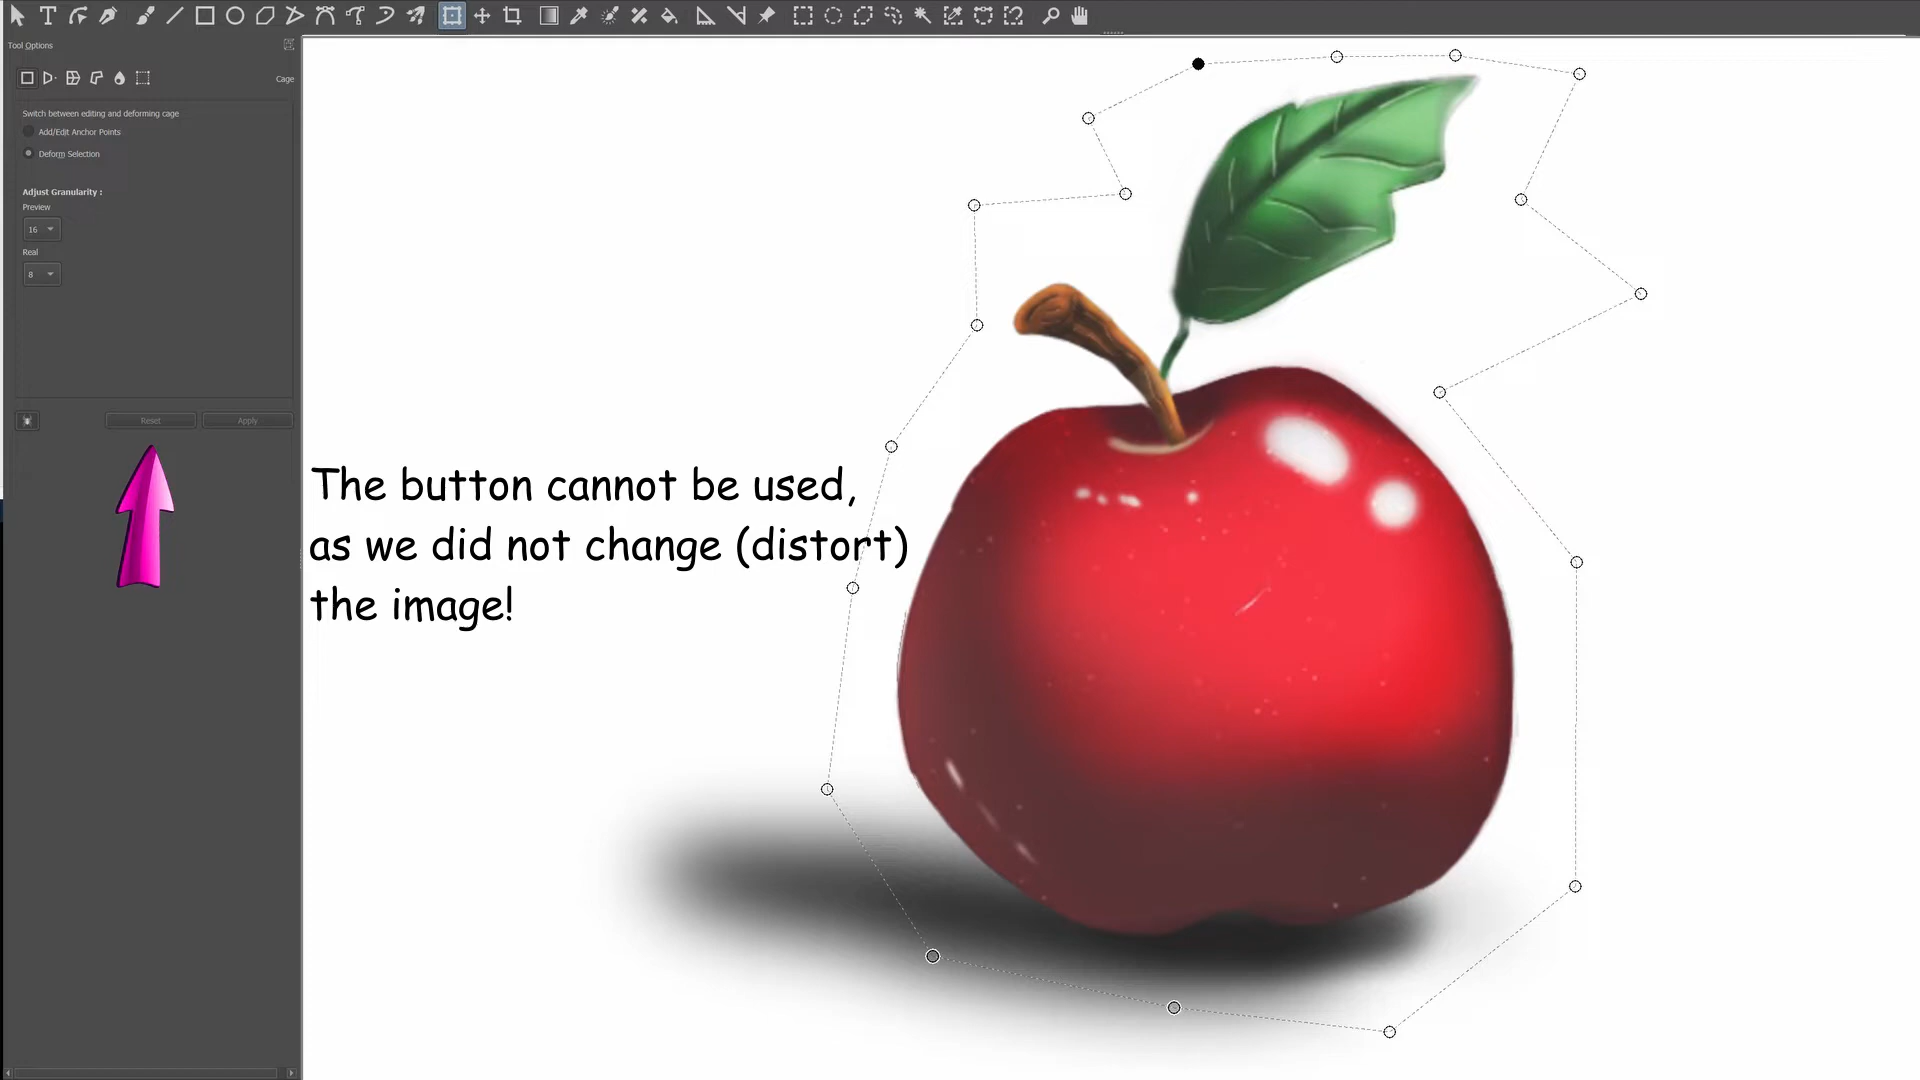 Tool Options
Cage
Switch between editing and deforming cage
Add/Edit Anchor Points
Deform Selection
Adjust Granularity :
Preview
16
Real
8
Reset
Apply
The button cannot be used,
as we did not change (distort)
the image!